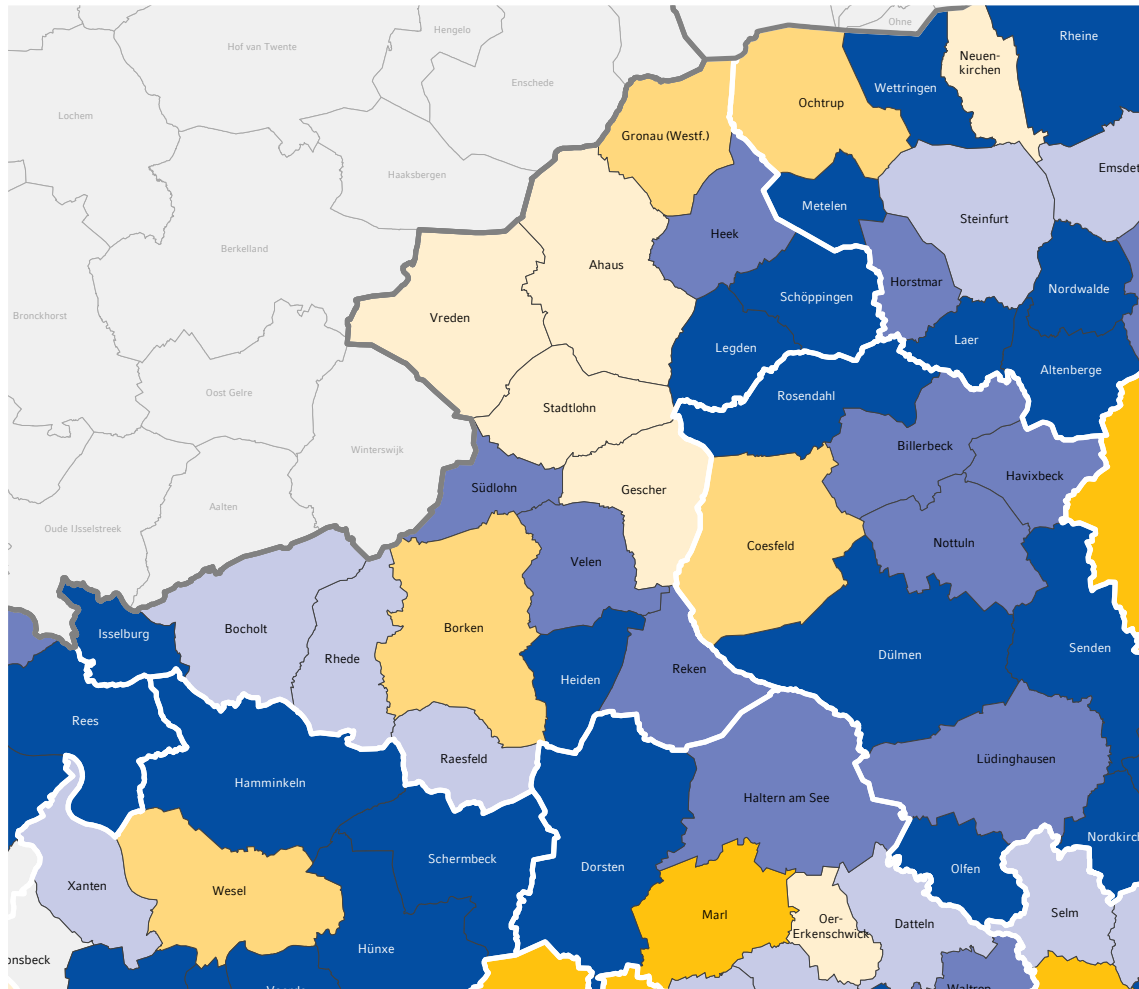 Ohne
Hengelo
Rheine
Hof van Twente
Neuen-
kirchen
Enschede
Wettringen
Ochtrup
Lochem
Gronau (Westf.)
Emsdet
Haaksbergen
Metelen
Steinfurt
Heek
Berkelland
Ahaus
Horstmar
Nordwalde
Schöppingen
Bronckhorst
Vreden
Laer
Legden
Altenberge
Oost Gelre
Rosendahl
Stadtlohn
Billerbeck
Winterswijk
Havixbeck
Südlohn
Gescher
Aalten
Oude IJsselstreek
Nottuln
Coesfeld
Velen
Isselburg
Bocholt
Borken
Senden
Dülmen
Rhede
Reken
Heiden
Rees
Raesfeld
Lüdinghausen
Hamminkeln
Haltern am See
Nordkirch
Schermbeck
Dorsten
Olfen
Xanten
Wesel
Marl
Selm
Oer-
Erkenschwick
Datteln
Hünxe
onsbeck